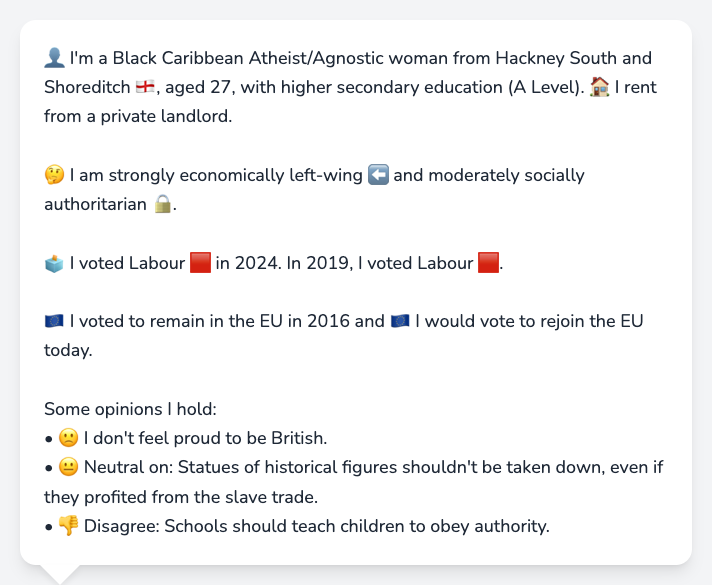 👤 I'm a Black Caribbean Atheist/Agnostic woman from Hackney South and
Shoreditch 🏴󠁧󠁢󠁥󠁮󠁧󠁿, aged 27, with higher secondary education (A Level). 🏠 I rent
from a private landlord.
🤔 I am strongly economically left-wing ⬅️ and moderately socially
authoritarian 🔒.
🗳️ I voted Labour 🟥 in 2024. In 2019, I voted Labour 🟥.
🇪🇺 I voted to remain in the EU in 2016 and 🇪🇺 I would vote to rejoin the EU
today.
Some opinions I hold:
• 🙁 I don't feel proud to be British.
• 😐 Neutral on: Statues of historical figures shouldn't be taken down, even if
they profited from the slave trade.
• 👎 Disagree: Schools should teach children to obey authority.